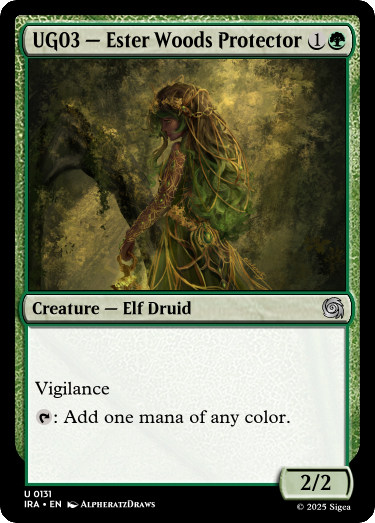 UG03 — Ester Woods Protector 1
Creature — Elf Druid
Vigilance
: Add one mana of any color.
2/2
U 0131
IRA • EN AlpheratzDraws
© 2025 Sigea